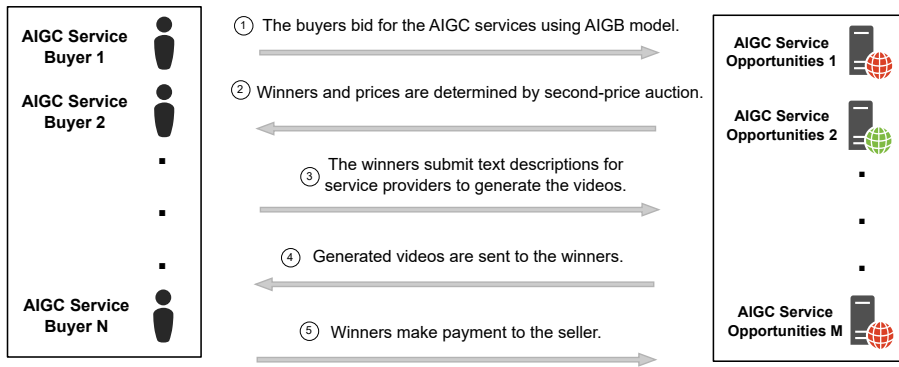 AIGC Service
Buyer 1
AIGC Service
Buyer 2
AIGC Service
Buyer N
1 The buyers bid for the AIGC services using AIGB model.
2 Winners and prices are determined by second-price auction.
3 The winners submit text descriptions for
service providers to generate the videos.
4 Generated videos are sent to the winners.
5 Winners make payment to the seller.
AIGC Service
Opportunities 1
AIGC Service
Opportunities 2
AIGC Service
Opportunities M